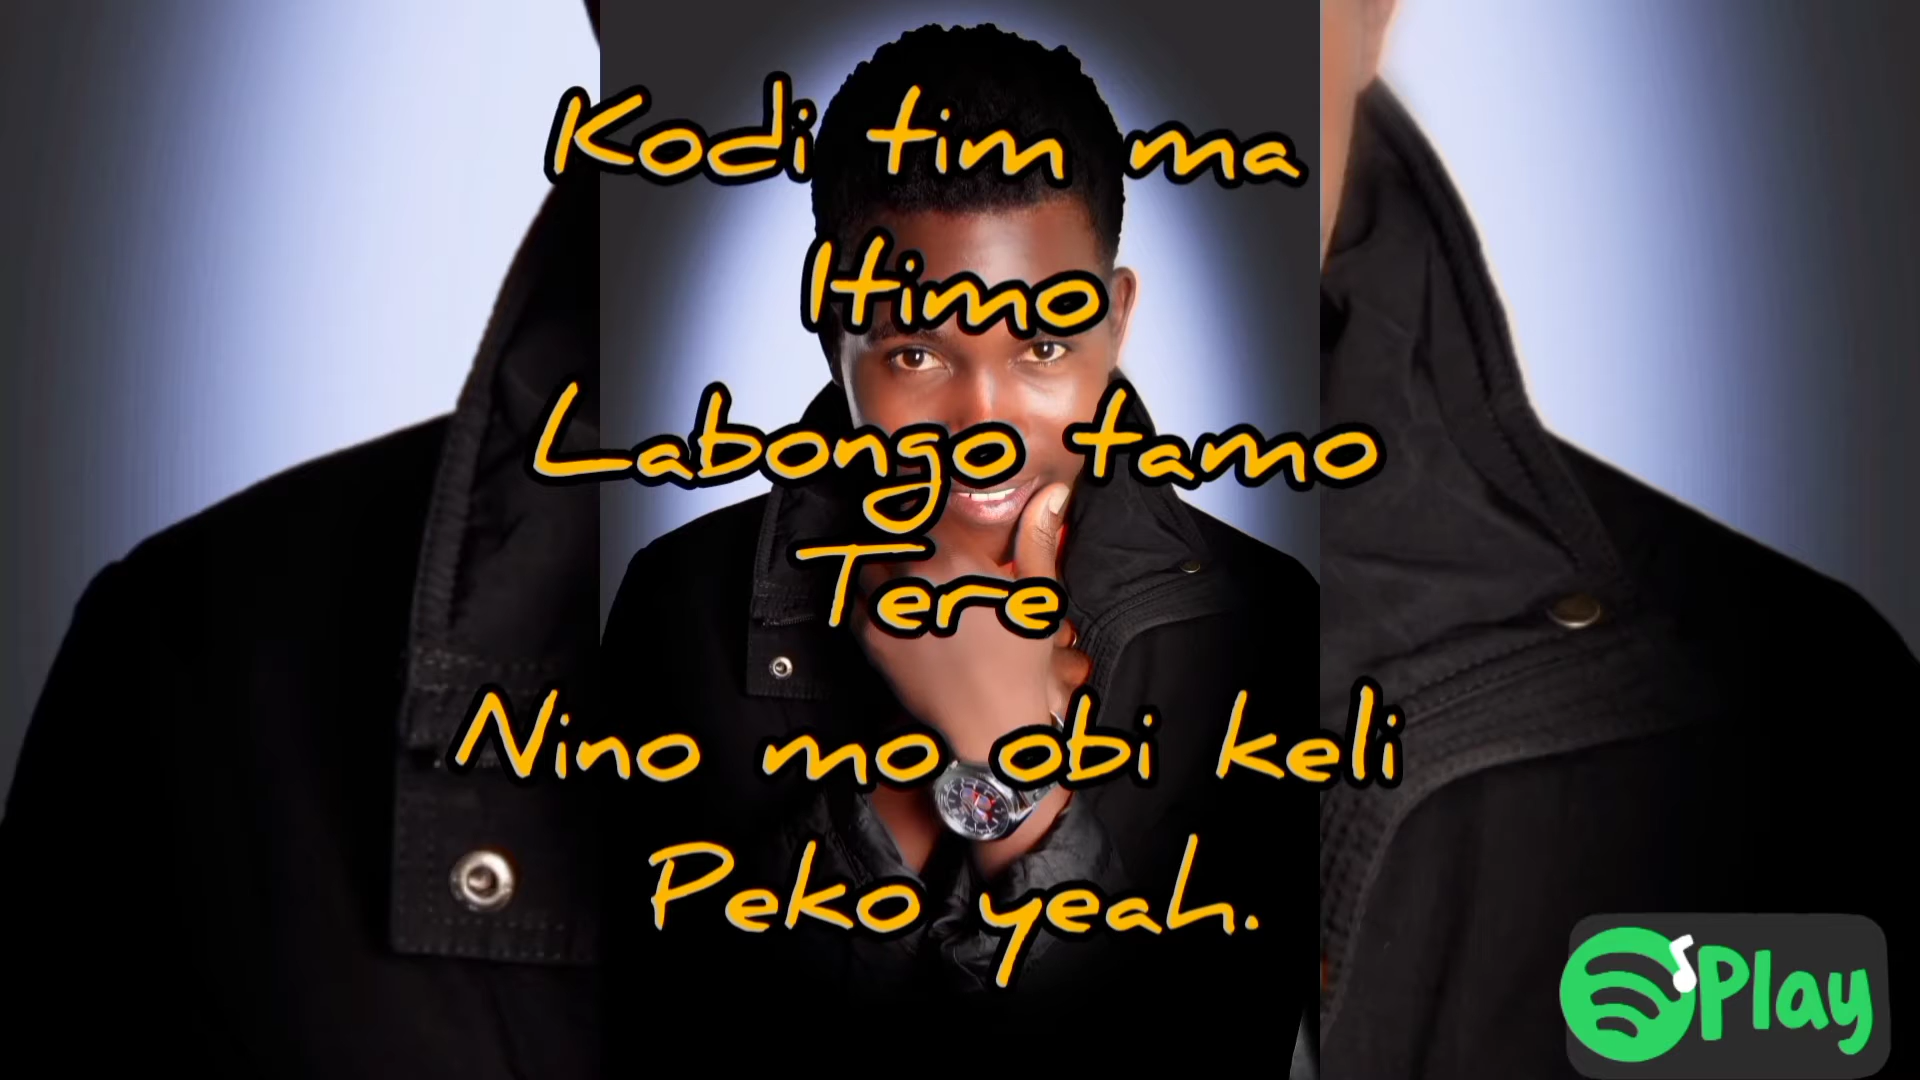 Kodi tim ma
Itimo
Labongo tamo
Tere
Nino mo obi keli
Peko yeah.
Play